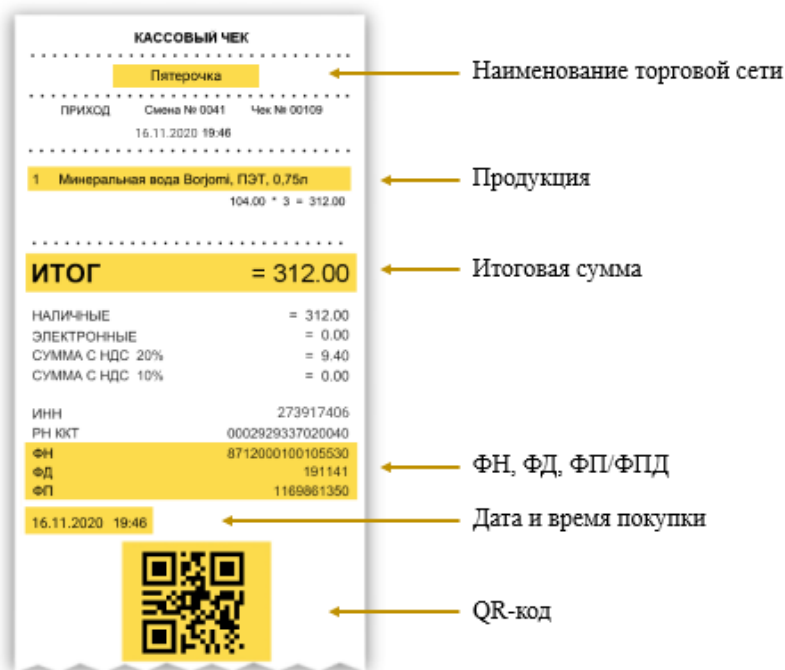 КАССОВЫЙ ЧЕК
Пятерочка
Наименование торговой сети
ПРИХОД Смена № 0041 Чек № 00109
16.11.2020 19:46
1 Минеральная вода Borjomi, ПЭТ, 0,75л
Продукция
104.00 * 3 = 312.00
ИТОГ = 312.00
Итоговая сумма
НАЛИЧНЫЕ = 312.00
ЭЛЕКТРОННЫЕ = 0.00
СУММА С НДС 20% = 9.40
СУММА С НДС 10% = 0.00
ИНН 273917406
РН ККТ 0002929337020040
ФН 8712000100105530
ФД 191141
ФП 1169861350
ФН, ФД, ФП/ФПД
16.11.2020 19:46
Дата и время покупки
QR-код